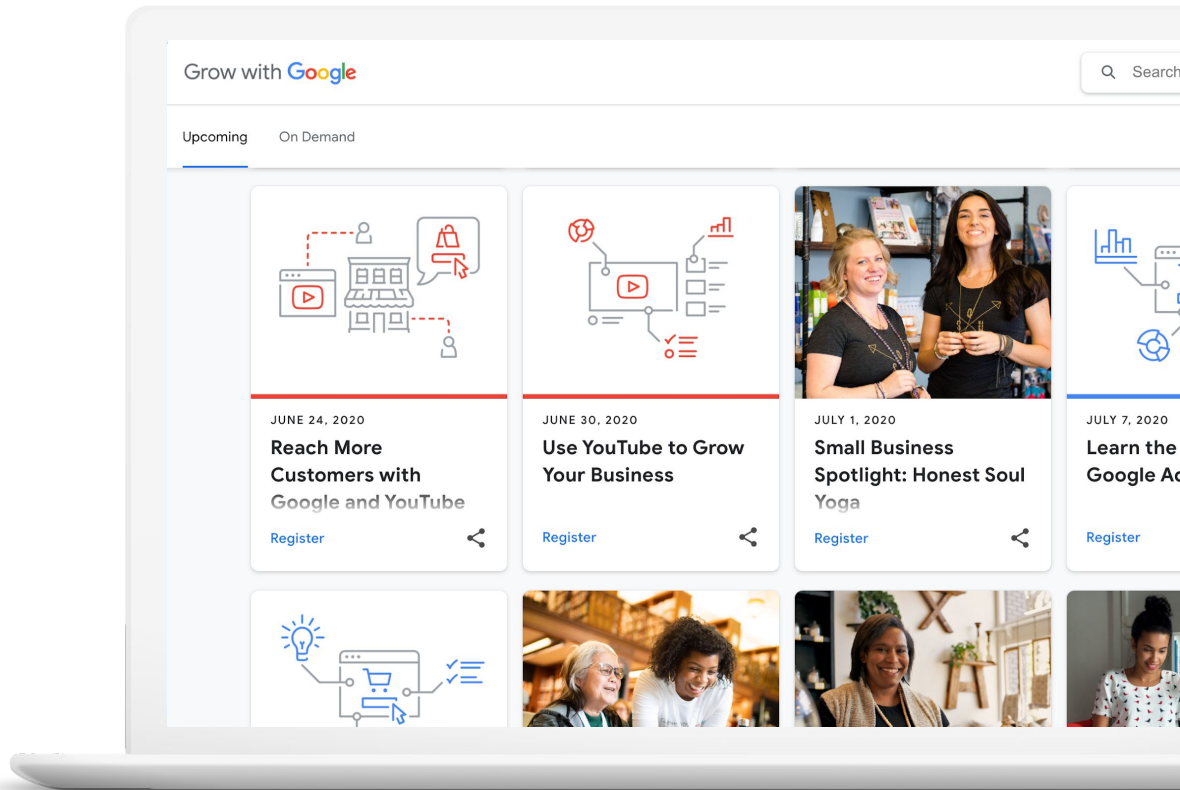 Grow with Google
Search
Upcoming
On Demand
JUNE 24, 2020
Reach More
Customers with
Google and YouTube
Register
JUNE 30, 2020
Use YouTube to Grow
Your Business
Register
JULY 1, 2020
Small Business
Spotlight: Honest Soul
Yoga
Register
JULY 7, 2020
Learn the
Google
Register